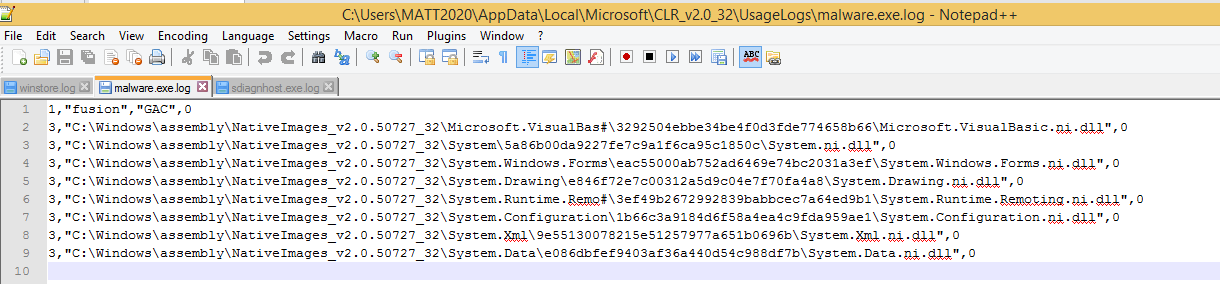 C:\Users\MATT2020\AppData\Local\Microsoft\CLR_v2.0_32\UsageLogs\malware.exe.log - Notepad++
File Edit Search View Encoding Language Settings Macro Run Plugins Window ?
ABC
winstore.log malware.exe.log sdiagnhost.exe.log
1 1,"fusion","GAC",0
2 3,"C:\Windows\assembly\NativeImages_v2.0.50727_32\Microsoft.VisualBas#\3292504ebbe34be4f0d3fde774658b66\Microsoft.VisualBasic.ni.dll",0
3 3,"C:\Windows\assembly\NativeImages_v2.0.50727_32\System\5a86b00da9227fe7c9a1f6ca95c1850c\System.ni.dll",0
4 3,"C:\Windows\assembly\NativeImages_v2.0.50727_32\System.Windows.Forms\eac55000ab752ad6469e74bc2031a3ef\System.Windows.Forms.ni.dll",0
5 3,"C:\Windows\assembly\NativeImages_v2.0.50727_32\System.Drawing\e846f72e7c00312a5d9c04e7f70fa4a8\System.Drawing.ni.dll",0
6 3,"C:\Windows\assembly\NativeImages_v2.0.50727_32\System.Runtime.Remo#\3ef49b2672992839babbcec7a64ed9b1\System.Runtime.Remoting.ni.dll",0
7 3,"C:\Windows\assembly\NativeImages_v2.0.50727_32\System.Configuration\1b66c3a9184d6f58a4ea4c9fda959ae1\System.Configuration.ni.dll",0
8 3,"C:\Windows\assembly\NativeImages_v2.0.50727_32\System.Xml\9e55130078215e51257977a651b0696b\System.Xml.ni.dll",0
9 3,"C:\Windows\assembly\NativeImages_v2.0.50727_32\System.Data\e086dbfef9403af36a440d54c988df7b\System.Data.ni.dll",0
10